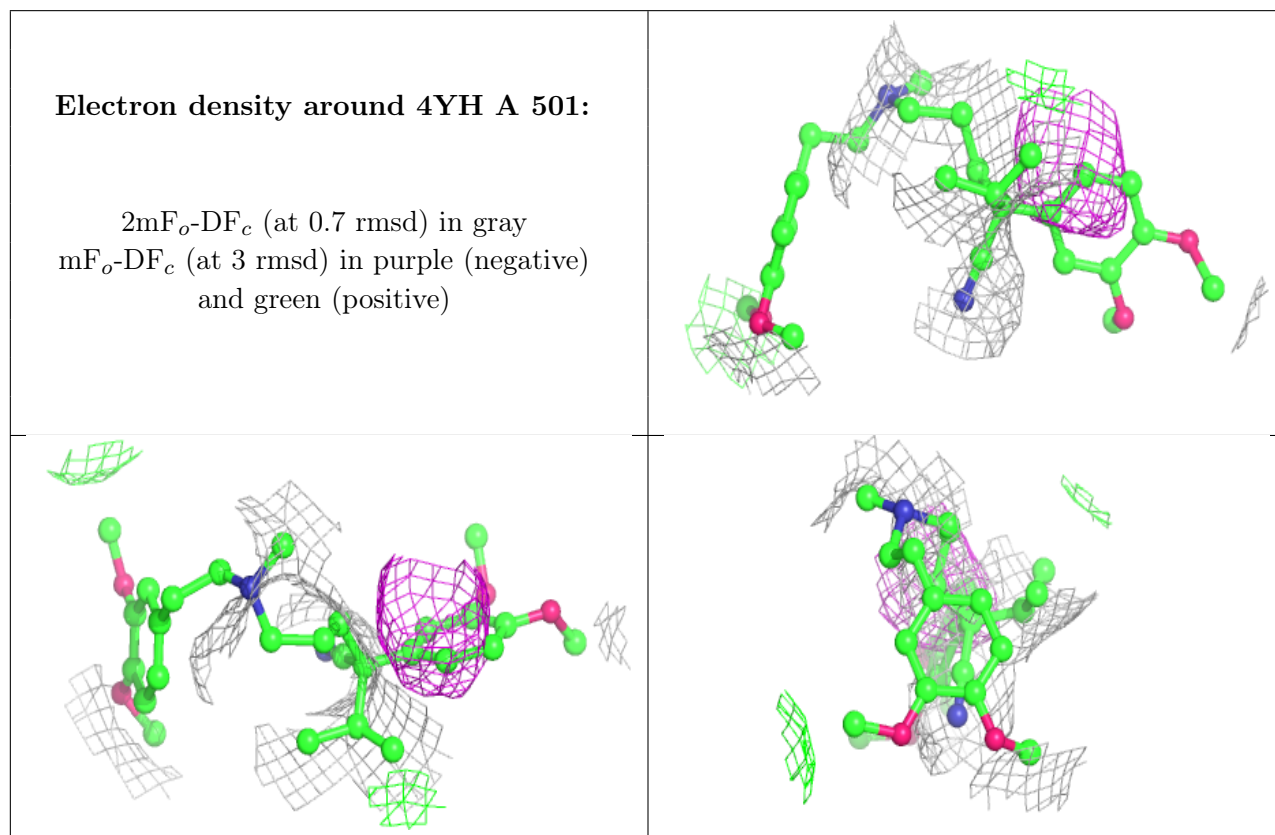 Electron density around 4YH A 501:
2mFₒ-DF𝒸 (at 0.7 rmsd) in gray
mFₒ-DF𝒸 (at 3 rmsd) in purple (negative)
and green (positive)